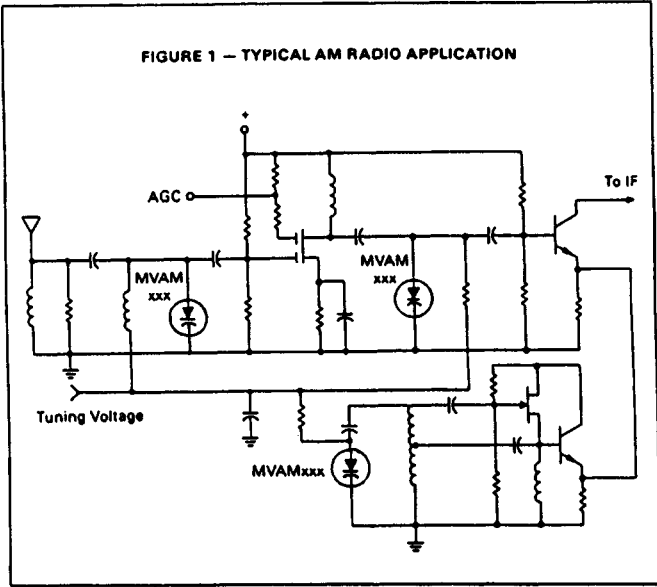 FIGURE 1 — TYPICAL AM RADIO APPLICATION
+
AGC
To IF
MVAM
xxx
MVAM
xxx
Tuning Voltage
MVAMxxx